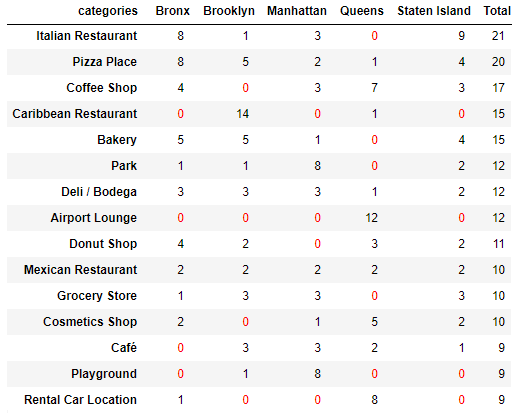 categories Bronx Brooklyn Manhattan Queens Staten Island Total
Italian Restaurant 8 1 3 0 9 21
Pizza Place 8 5 2 1 4 20
Coffee Shop 4 0 3 7 3 17
Caribbean Restaurant 0 14 0 1 0 15
Bakery 5 5 1 0 4 15
Park 1 1 8 0 2 12
Deli / Bodega 3 3 3 1 2 12
Airport Lounge 0 0 0 12 0 12
Donut Shop 4 2 0 3 2 11
Mexican Restaurant 2 2 2 2 2 10
Grocery Store 1 3 3 0 3 10
Cosmetics Shop 2 0 1 5 2 10
Café 0 3 3 2 1 9
Playground 0 1 8 0 0 9
Rental Car Location 1 0 0 8 0 9